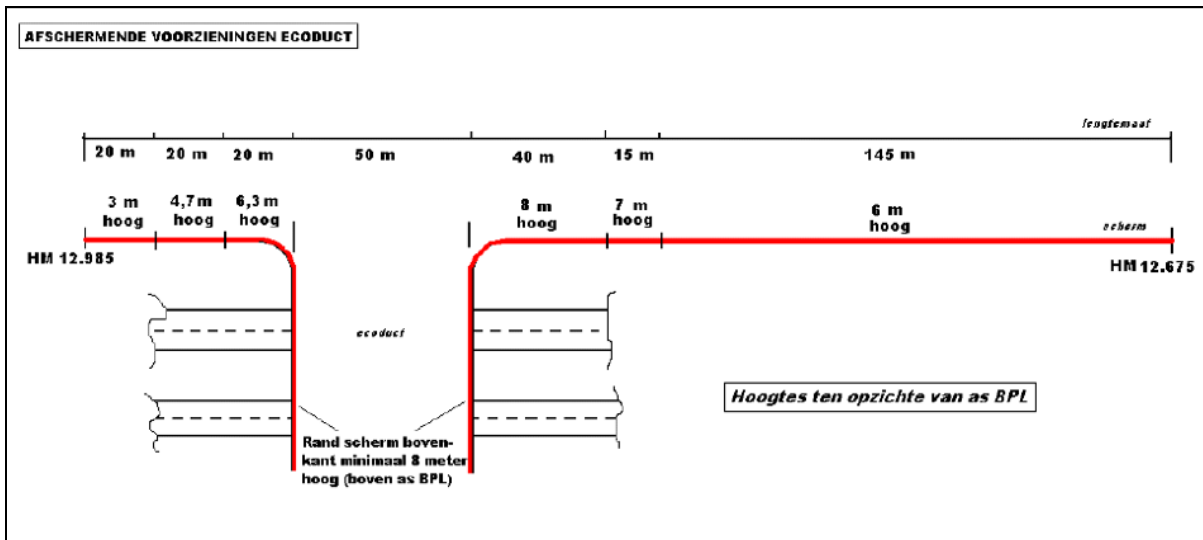 AFSCHERMENDE VOORZIENINGEN ECODUCT
lengtemaat
20 m 20 m 20 m 50 m 40 m 15 m 145 m
3 m hoog
4,7 m hoog
6,3 m hoog
8 m hoog
7 m hoog
6 m hoog
scherm
HM 12.985
HM 12.675
ecoduct
Hoogtes ten opzichte van as BPL
Rand scherm boven-
kant minimaal 8 meter
hoog (boven as BPL)